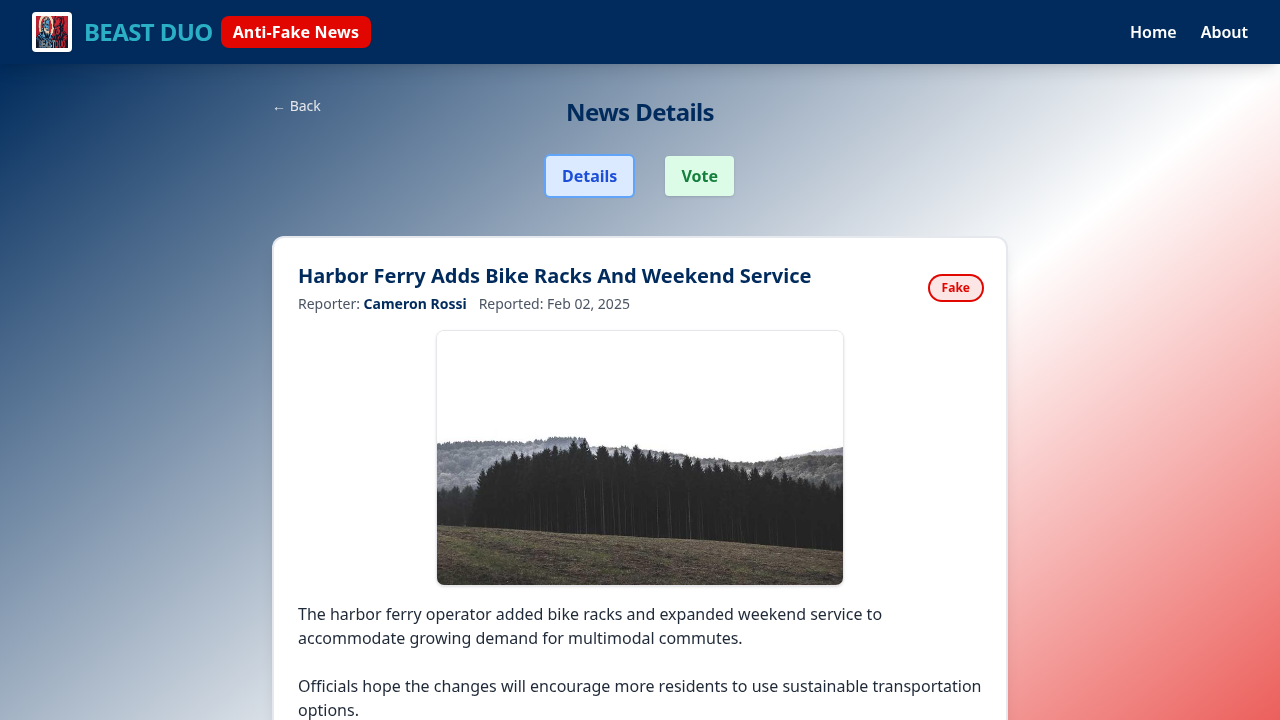 BEAST DUO
Anti-Fake News
Home
About
← Back
News Details
Details
Vote
Harbor Ferry Adds Bike Racks And Weekend Service
Fake
Reporter: Cameron Rossi Reported: Feb 02, 2025
The harbor ferry operator added bike racks and expanded weekend service to
accommodate growing demand for multimodal commutes.
Officials hope the changes will encourage more residents to use sustainable transportation
options.